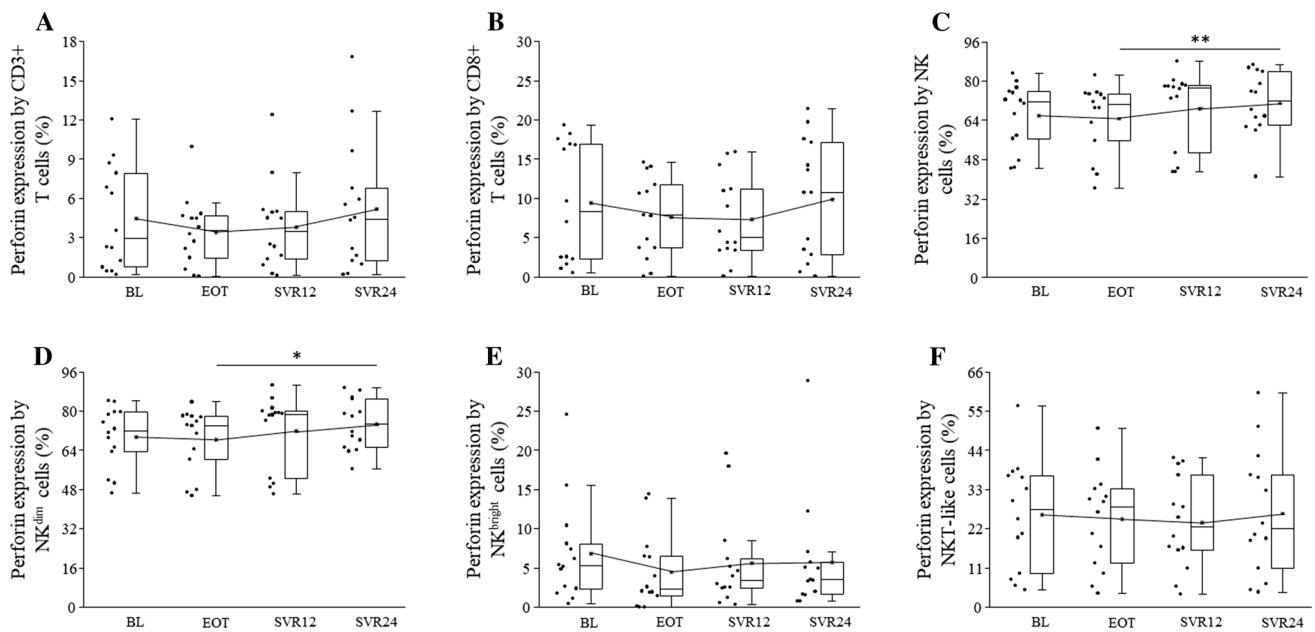 A
Perforin expression by CD3+
T cells (%)
18
15
12
9
6
3
0
BL EOT SVR12 SVR24
B
Perforin expression by CD8+
T cells (%)
30
25
20
15
10
5
0
BL EOT SVR12 SVR24
C
Perforin expression by NK
cells (%)
96
80
64
48
32
16
0
**
BL EOT SVR12 SVR24
D
Perforin expression by
NKdim cells (%)
96
80
64
48
32
16
0
*
BL EOT SVR12 SVR24
E
Perforin expression by
NKbright cells (%)
30
25
20
15
10
5
0
BL EOT SVR12 SVR24
F
Perforin expression by
NKT-like cells (%)
66
55
44
33
22
11
0
BL EOT SVR12 SVR24